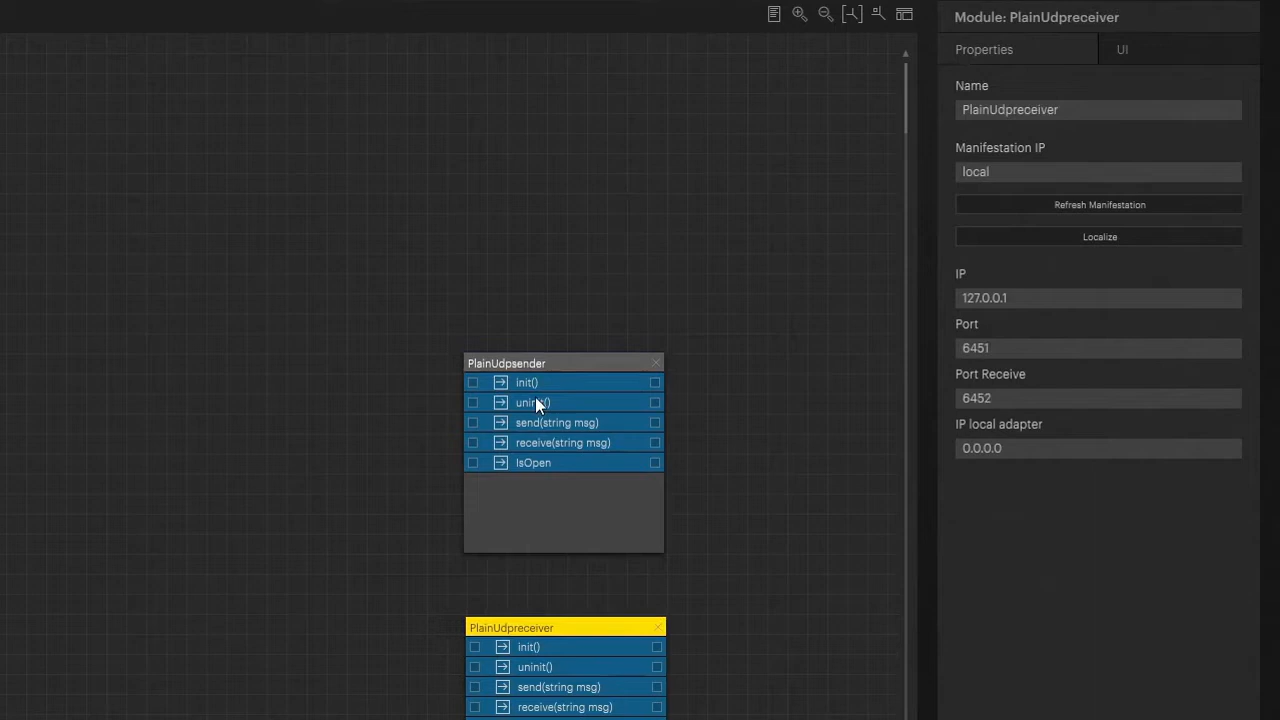 Module: PlainUdpreceiver
Properties
UI
Name
PlainUdpreceiver
Manifestation IP
local
Refresh Manifestation
Localize
IP
127.0.0.1
Port
6451
Port Receive
6452
IP local adapter
0.0.0.0
PlainUdpsender
init()
uninit()
send(string msg)
receive(string msg)
IsOpen
PlainUdpreceiver
init()
uninit()
send(string msg)
receive(string msg)